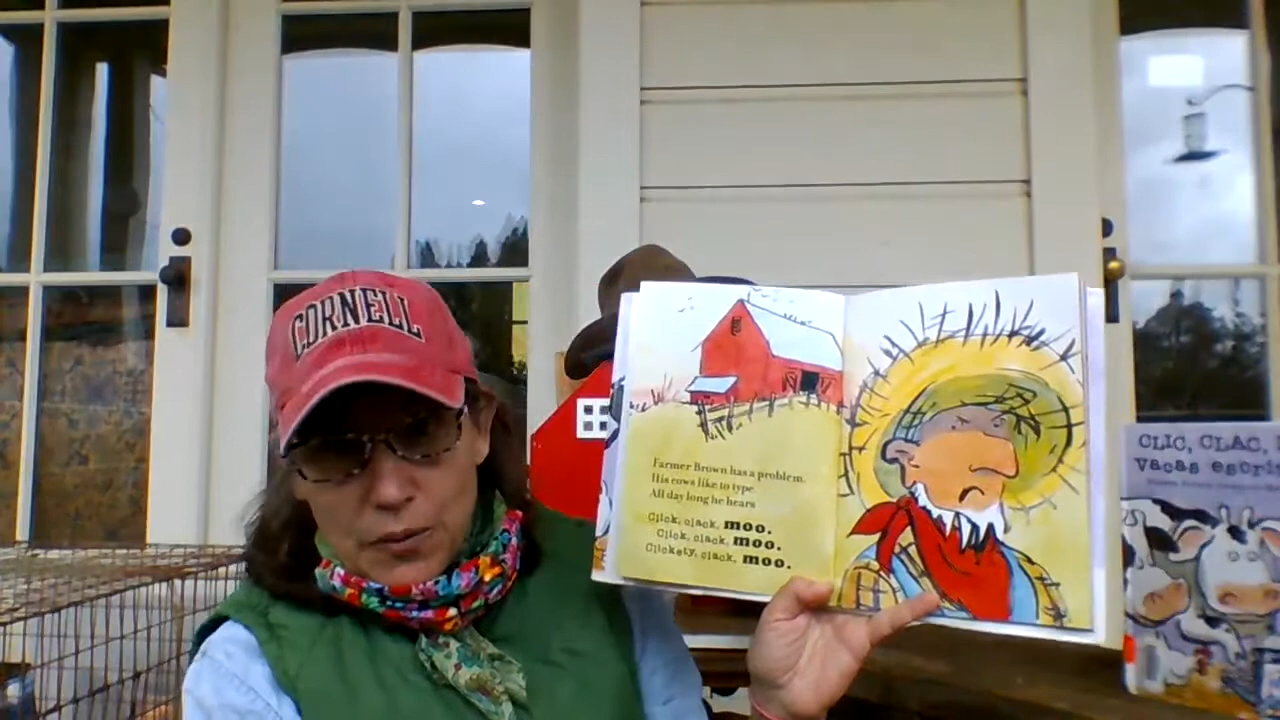 CORNELL
Farmer Brown has a problem.
His cows like to type.
All day long he hears
Click, clack, moo.
Click, clack, moo.
Clickety, clack, moo.
CLIC, CLAC,
Vacas